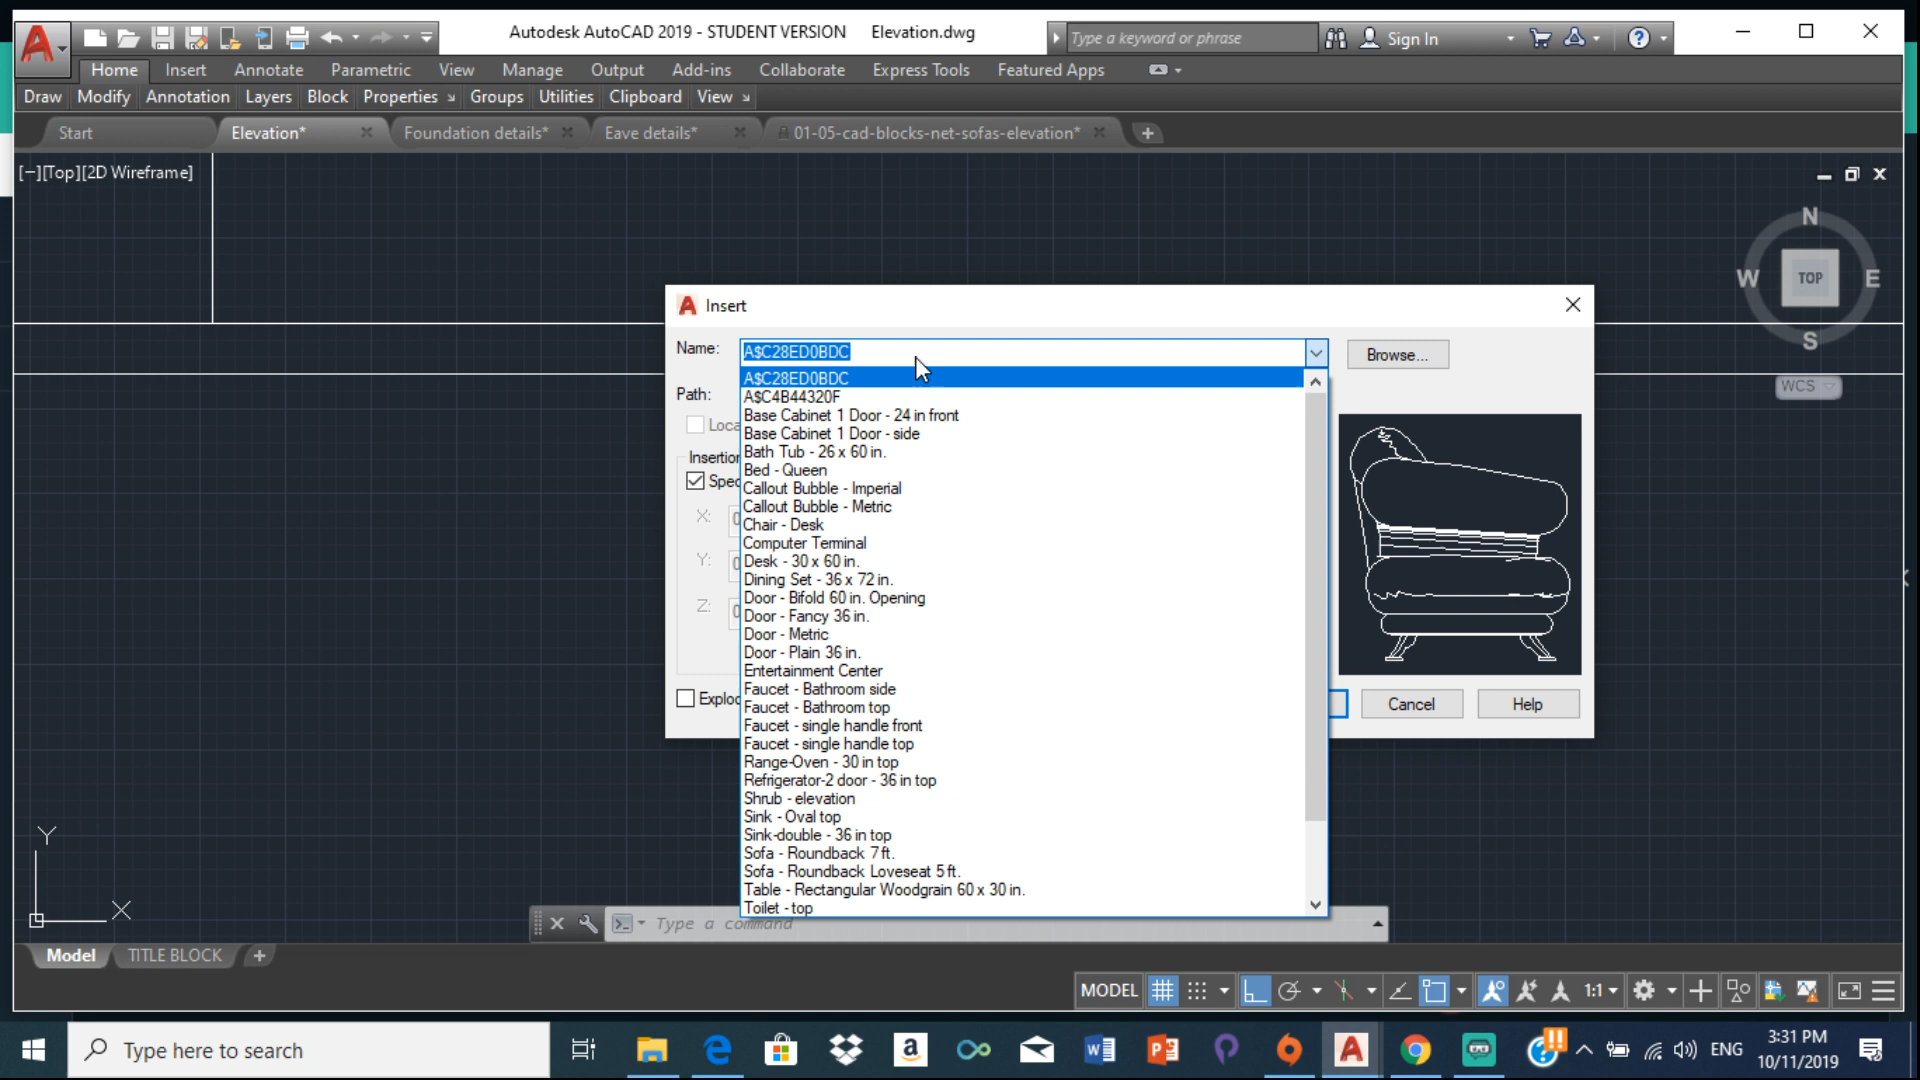 Autodesk AutoCAD 2019 - STUDENT VERSION Elevation.dwg
Type a keyword or phrase
Sign In
Home Insert Annotate Parametric View Manage Output Add-ins Collaborate Express Tools Featured Apps
Draw Modify Annotation Layers Block Properties Groups Utilities Clipboard View
Start Elevation* Foundation details* Eave details* 01-05-cad-blocks-net-sofas-elevation*
[−][Top][2D Wireframe]
N
W TOP E
S
WCS
Insert
Name: A$C28ED0BDC Browse...
A$C28ED0BDC
Path: A$C4B44320F
Base Cabinet 1 Door - 24 in front
Loca Base Cabinet 1 Door - side
Insertion Bath Tub - 26 x 60 in.
Bed - Queen
Spec Callout Bubble - Imperial
Callout Bubble - Metric
X: 0 Chair - Desk
Computer Terminal
Y: 0 Desk - 30 x 60 in.
Dining Set - 36 x 72 in.
Door - Bifold 60 in. Opening
Z: 0 Door - Fancy 36 in.
Door - Metric
Door - Plain 36 in.
Entertainment Center
Faucet - Bathroom side
Explo Faucet - Bathroom top Cancel Help
Faucet - single handle front
Faucet - single handle top
Range-Oven - 30 in top
Refrigerator-2 door - 36 in top
Shrub - elevation
Sink - Oval top
Sink-double - 36 in top
Sofa - Roundback 7 ft.
Sofa - Roundback Loveseat 5 ft.
Table - Rectangular Woodgrain 60 x 30 in.
Toilet - top
Y
X
Type a command
Model TITLE BLOCK
MODEL 1:1
Type here to search
ENG
3:31 PM
10/11/2019